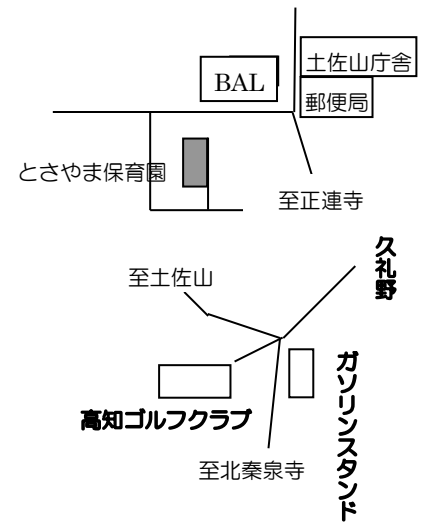 土佐山庁舎
BAL
郵便局
とさやま保育園
至正連寺
久礼野
至土佐山
ガソリンスタンド
高知ゴルフクラブ
至北秦泉寺